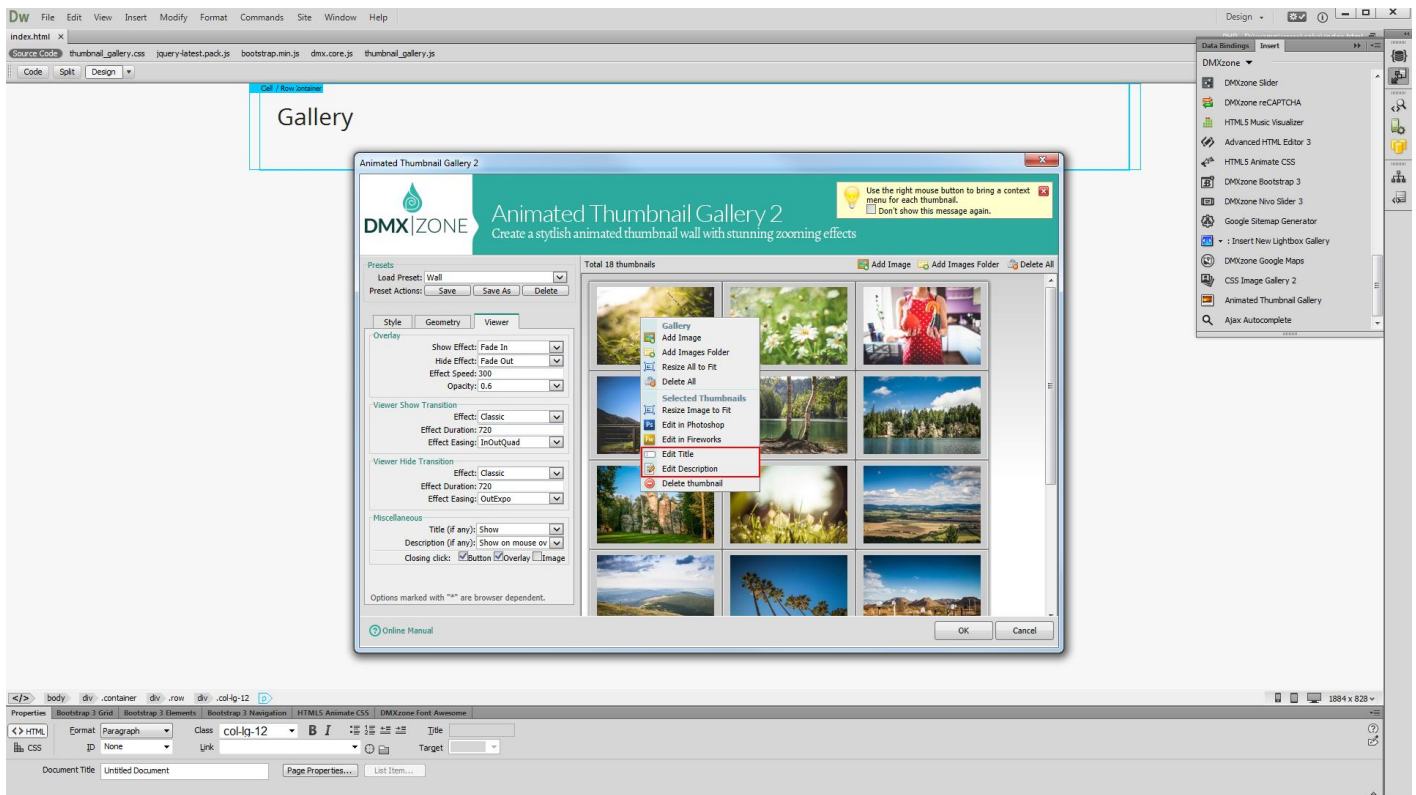 Dw File Edit View Insert Modify Format Commands Site Window Help
Design
index.html ×
Source Code thumbnail_gallery.css jquery-latest.pack.js bootstrap.min.js dmx.core.js thumbnail_gallery.js
Code Split Design
Data Bindings Insert
DMXzone
DMXzone Slider
DMXzone reCAPTCHA
HTML5 Music Visualizer
Advanced HTML Editor 3
HTML5 Animate CSS
DMXzone Bootstrap 3
DMXzone Nivo Slider 3
Google Sitemap Generator
: Insert New Lightbox Gallery
DMXzone Google Maps
CSS Image Gallery 2
Animated Thumbnail Gallery
Ajax Autocomplete
Gallery
Animated Thumbnail Gallery 2
DMX|ZONE
Animated Thumbnail Gallery 2
Create a stytlish animated thumbnail wall with stunning zooming effects
Use the right mouse button to bring a context
menu for each thumbnail.
Don't show this message again.
Presets
Load Preset: Wall
Preset Actions: Save Save As Delete
Style Geometry Viewer
Overlay
Show Effect: Fade In
Hide Effect: Fade Out
Effect Speed: 300
Opacity: 0.6
Viewer Show Transition
Effect: Classic
Effect Duration: 720
Effect Easing: InOutQuad
Viewer Hide Transition
Effect: Classic
Effect Duration: 720
Effect Easing: OutExpo
Miscellaneous
Title (if any): Show
Description (if any): Show on mouse ov
Closing click: Button Overlay Image
Options marked with "*" are browser dependent.
Total 18 thumbnails Add Image Add Images Folder Delete All
Gallery
Add Image
Add Images Folder
Resize All to Fit
Delete All
Selected Thumbnails
Resize Image to Fit
Edit in Photoshop
Edit in Fireworks
Edit Title
Edit Description
Delete thumbnail
Online Manual
OK Cancel
</> body div .container div .row div .col-lg-12 p
1884 x 828
Properties Bootstrap 3 Grid Bootstrap 3 Elements Bootstrap 3 Navigation HTML5 Animate CSS DMXzone Font Awesome
<> HTML Format Paragraph Class col-lg-12 B I Title
CSS ID None Link Target
Document Title Untitled Document Page Properties... List Item...